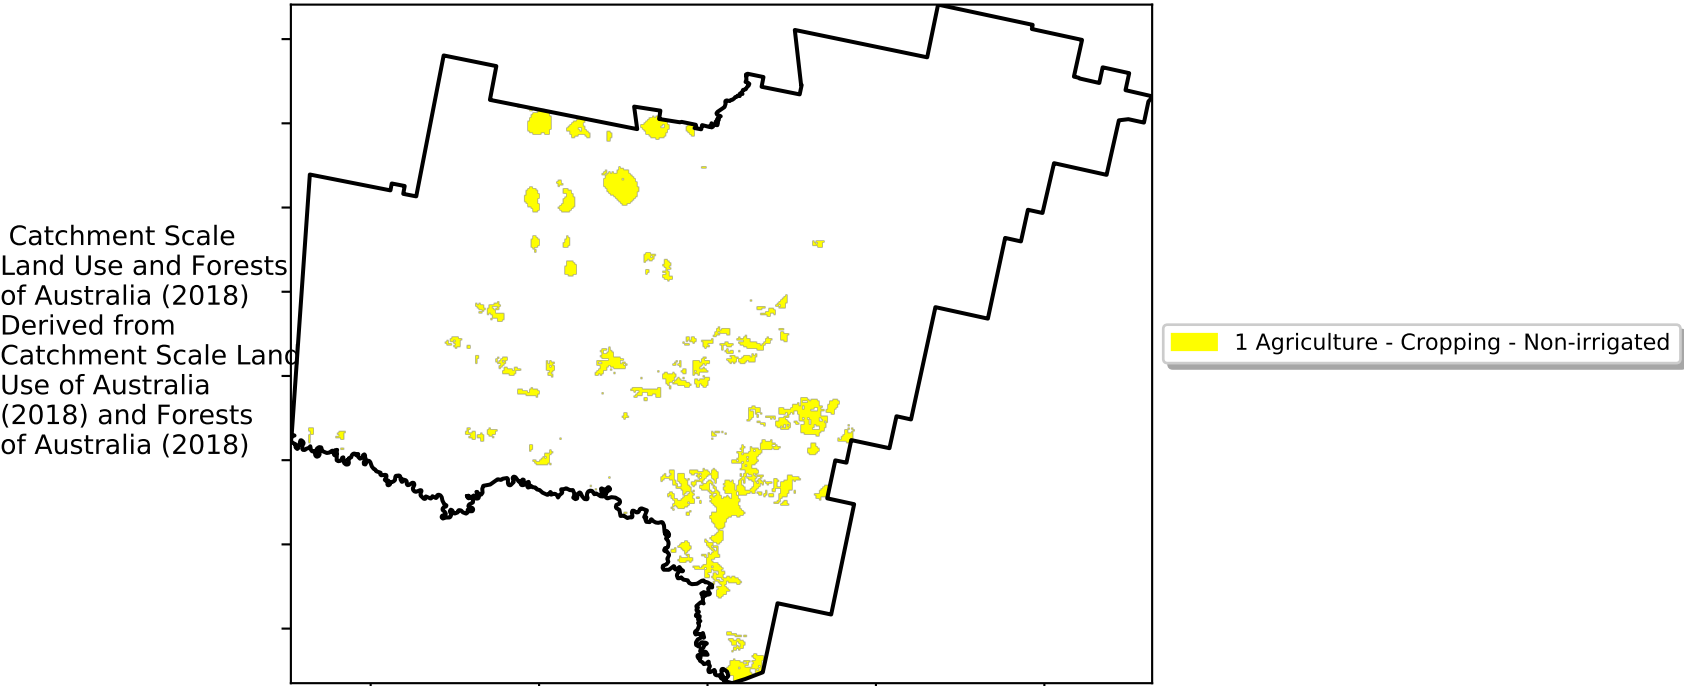 Catchment Scale
Land Use and Forests
of Australia (2018)
Derived from
Catchment Scale Land
Use of Australia
(2018) and Forests
of Australia (2018)
1 Agriculture - Cropping - Non-irrigated